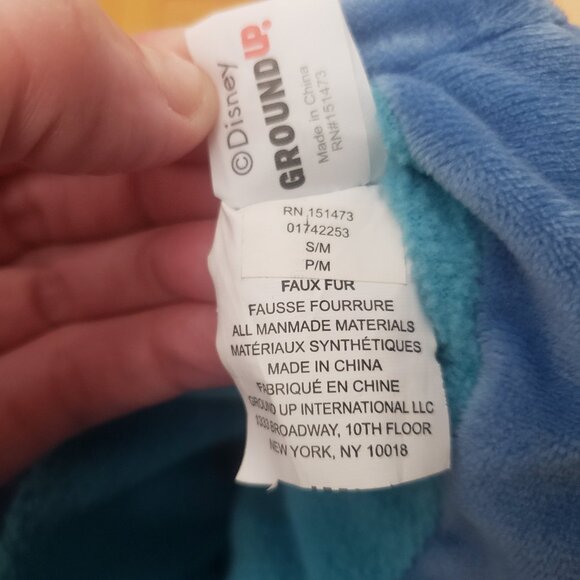 ©Disney
GROUND UP.
Made in China
RN#151473
RN 151473
01742253
S/M
P/M
FAUX FUR
FAUSSE FOURRURE
ALL MANMADE MATERIALS
MATÉRIAUX SYNTHÉTIQUES
MADE IN CHINA
FABRIQUÉ EN CHINE
GROUND UP INTERNATIONAL LLC
BROADWAY, 10TH FLOOR
NEW YORK, NY 10018